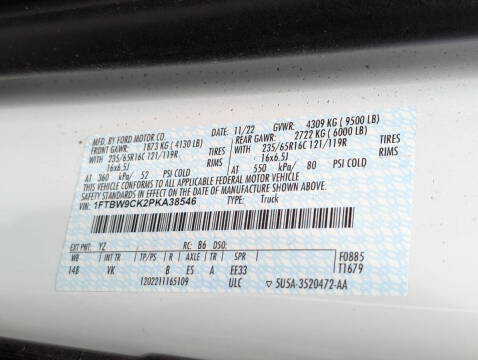 MFD. BY FORD MOTOR CO. DATE: 11/22 GVWR: 4309 KG ( 9500 LB)
FRONT GAWR: 1873 KG ( 4130 LB) REAR GAWR: 2722 KG ( 6000 LB)
WITH 235/65R16C 121/119R TIRES WITH 235/65R16C 121/119R TIRES
16x6.5J RIMS 16x6.5J RIMS
AT 360 kPa/ 52 PSI COLD AT 550 kPa/ 80 PSI COLD
THIS VEHICLE CONFORMS TO ALL APPLICABLE FEDERAL MOTOR VEHICLE
SAFETY STANDARDS IN EFFECT ON THE DATE OF MANUFACTURE SHOWN ABOVE.
VIN: 1FTBW9CK2PKA38546 TYPE: Truck
EXT PNT: YZ RC: B6 DSO:
WB INT TR TP/PS R AXLE TR SPR F0885
148 VK B ES A EE33 T1679
1202211165109 ULC ▽ 5U5A-3520472-AA